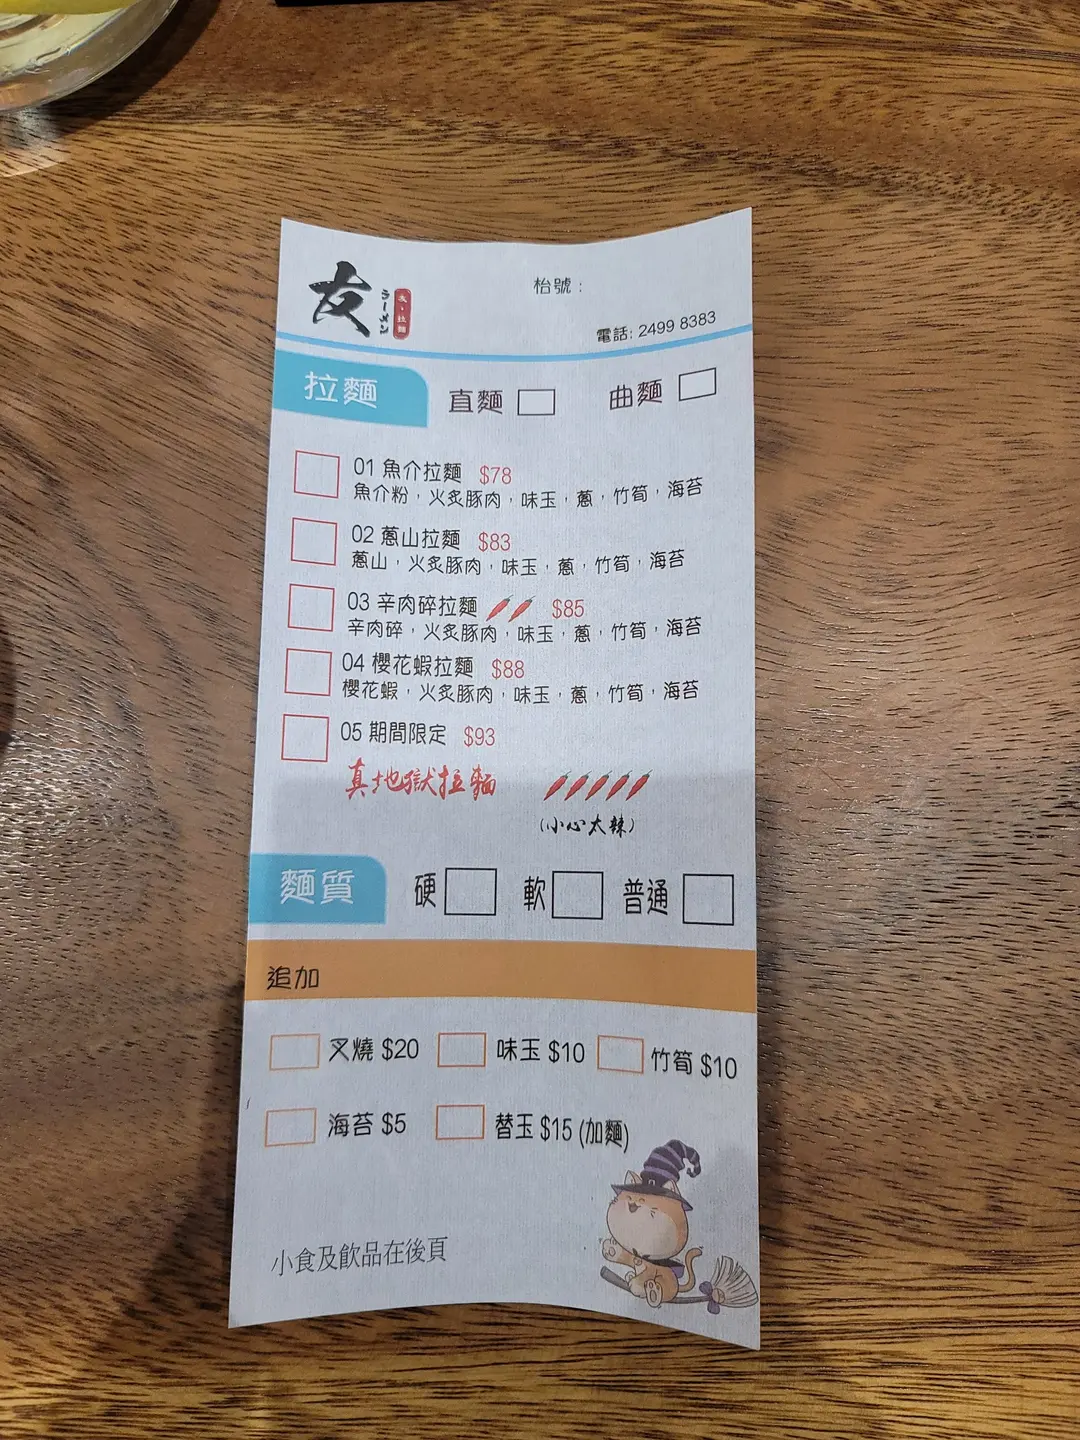 友
ラーメン
友・拉麵
枱號：
電話: 2499 8383
拉麵
直麵 曲麵
01 魚介拉麵 $78
魚介粉，火炙豚肉，味玉，蔥，竹筍，海苔
02 蔥山拉麵 $83
蔥山，火炙豚肉，味玉，蔥，竹筍，海苔
03 辛肉碎拉麵 $85
辛肉碎，火炙豚肉，味玉，蔥，竹筍，海苔
04 櫻花蝦拉麵 $88
櫻花蝦，火炙豚肉，味玉，蔥，竹筍，海苔
05 期間限定 $93
真地獄拉麵
(小心太辣)
麵質
硬 軟 普通
追加
叉燒 $20 味玉 $10 竹筍 $10
海苔 $5 替玉 $15 (加麵)
小食及飲品在後頁